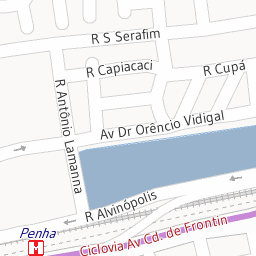 R S Serafim
R Capiacaci
R Cupá
R Antônio Lamanna
Av Dr Orêncio Vidigal
R Alvinópolis
Penha
Ciclovia Av Cd. de Frontin